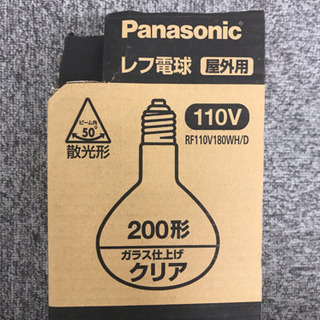 Panasonic
レフ電球 屋外用
110V
RF110V180WH/D
ビーム角
50°
散光形
200形
ガラス仕上げ
クリア